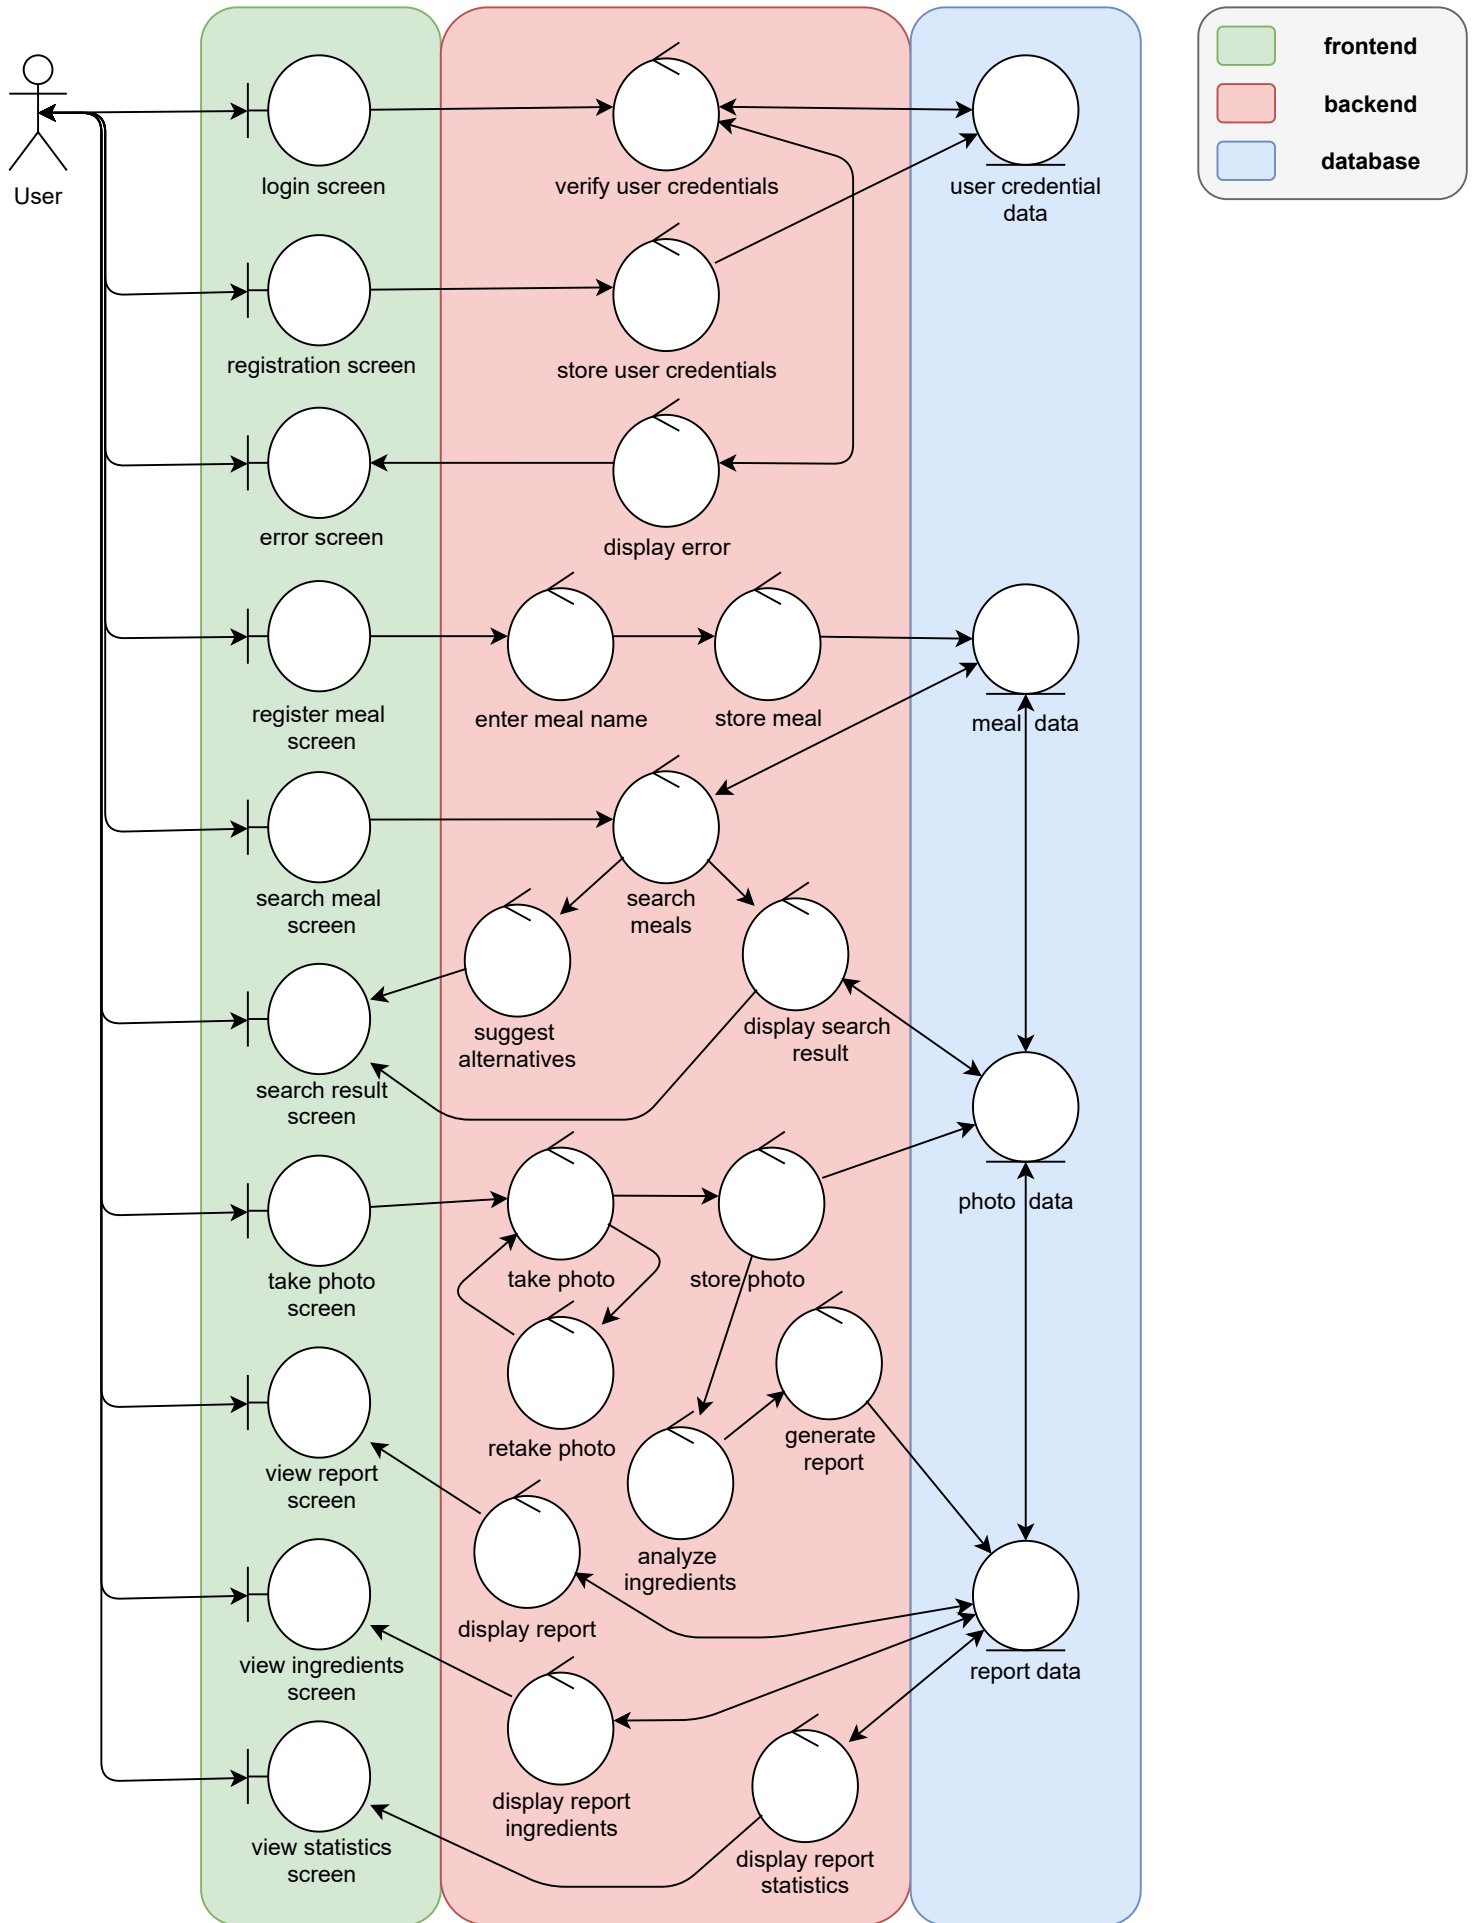 frontend
backend
database
User
login screen
verify user credentials
user credential
data
registration screen
store user credentials
error screen
display error
register meal
screen
enter meal name
store meal
meal data
search meal
screen
search
meals
suggest
alternatives
display search
result
search result
screen
take photo
screen
take photo
store photo
photo data
retake photo
generate
report
view report
screen
analyze
ingredients
display report
view ingredients
screen
report data
display report
ingredients
view statistics
screen
display report
statistics